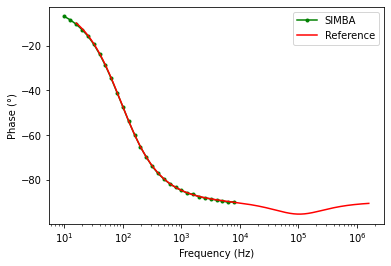 SIMBA
Reference
−20
−40
−60
−80
Phase (°)
10¹ 10² 10³ 10⁴ 10⁵ 10⁶
Frequency (Hz)